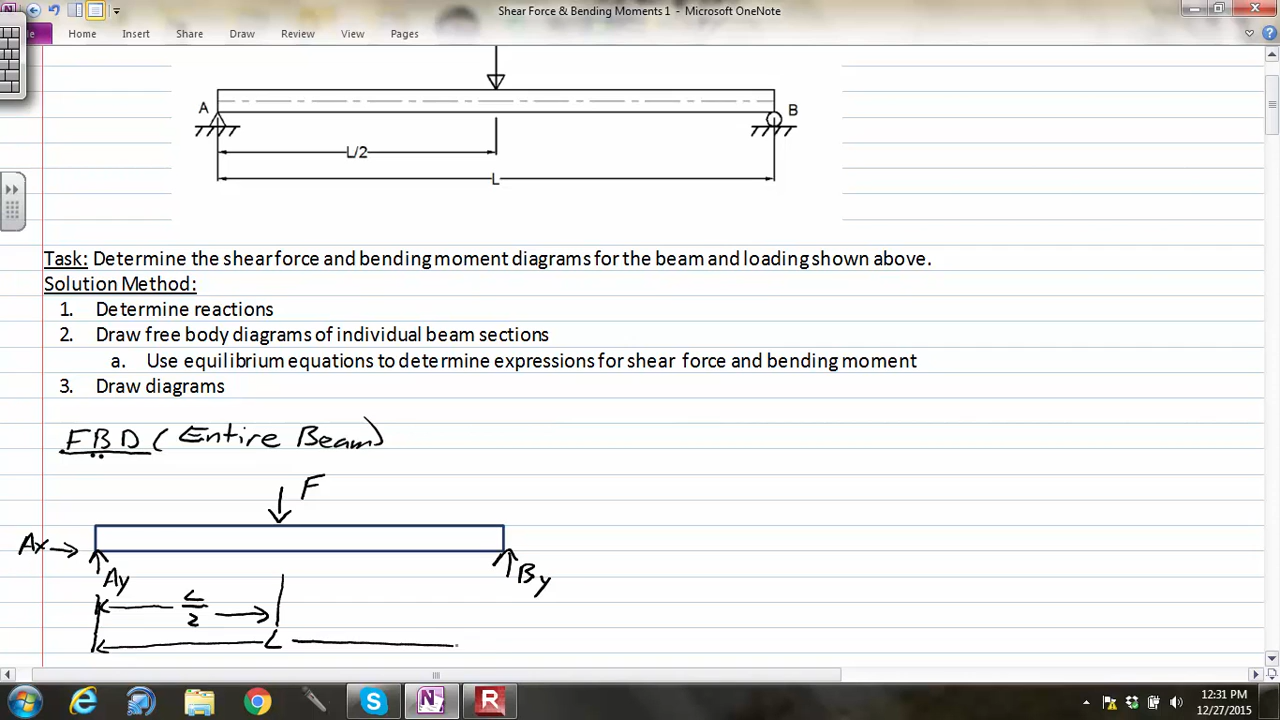 Shear Force & Bending Moments 1 - Microsoft OneNote
Home Insert Share Draw Review View Pages
A
B
L/2
L
Task: Determine the shear force and bending moment diagrams for the beam and loading shown above.
Solution Method:
1. Determine reactions
2. Draw free body diagrams of individual beam sections
a. Use equilibrium equations to determine expressions for shear force and bending moment
3. Draw diagrams
FBD (Entire Beam)
F
Ax
Ay
By
L/2
L
12:31 PM
12/27/2015